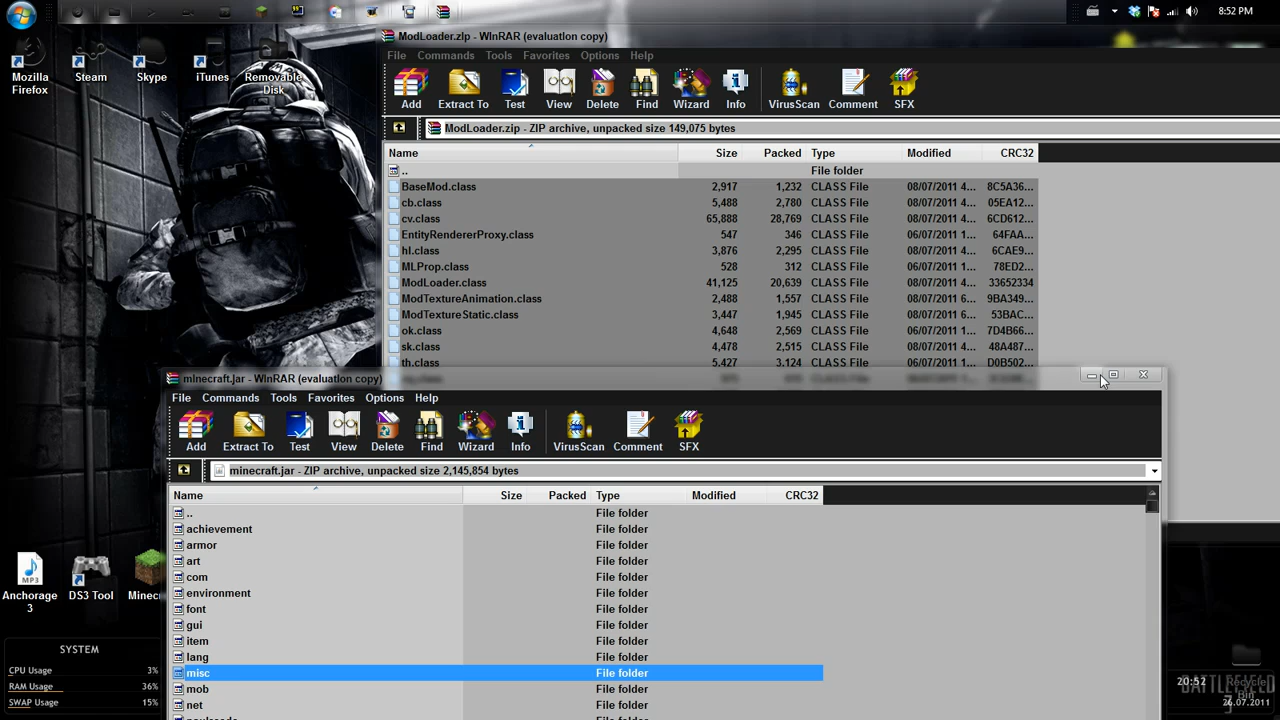 8:52 PM
ModLoader.zip - WinRAR (evaluation copy)
File Commands Tools Favorites Options Help
Add Extract To Test View Delete Find Wizard Info VirusScan Comment SFX
ModLoader.zip - ZIP archive, unpacked size 149,075 bytes
Name Size Packed Type Modified CRC32
.. File folder
BaseMod.class 2,917 1,232 CLASS File 08/07/2011 4... 8C5A36...
cb.class 5,488 2,780 CLASS File 08/07/2011 4... 05EA12...
cv.class 65,888 28,769 CLASS File 08/07/2011 4... 6CD612...
EntityRendererProxy.class 547 346 CLASS File 06/07/2011 1... 64FAA...
hl.class 3,876 2,295 CLASS File 08/07/2011 4... 6CAE9...
MLProp.class 528 312 CLASS File 06/07/2011 1... 78ED2...
ModLoader.class 41,125 20,639 CLASS File 08/07/2011 4... 33652334
ModTextureAnimation.class 2,488 1,557 CLASS File 08/07/2011 6... 9BA349...
ModTextureStatic.class 3,447 1,945 CLASS File 08/07/2011 6... 53BAC...
ok.class 4,648 2,569 CLASS File 06/07/2011 1... 7D4B66...
sk.class 4,478 2,515 CLASS File 06/07/2011 1... 48A487...
th.class 5,427 3,124 CLASS File 06/07/2011 1... D0B502...
Mozilla Firefox
Steam
Skype
iTunes
Removable Disk
minecraft.jar - WinRAR (evaluation copy)
File Commands Tools Favorites Options Help
Add Extract To Test View Delete Find Wizard Info VirusScan Comment SFX
minecraft.jar - ZIP archive, unpacked size 2,145,854 bytes
Name Size Packed Type Modified CRC32
.. File folder
achievement File folder
armor File folder
art File folder
com File folder
environment File folder
font File folder
gui File folder
item File folder
lang File folder
misc File folder
mob File folder
net File folder
MP3
Anchorage 3
DS3 Tool
Minec
SYSTEM
CPU Usage 3%
RAM Usage 36%
SWAP Usage 15%
20:52
Recycle Bin
BATTLEFIELD 3
26.07.2011